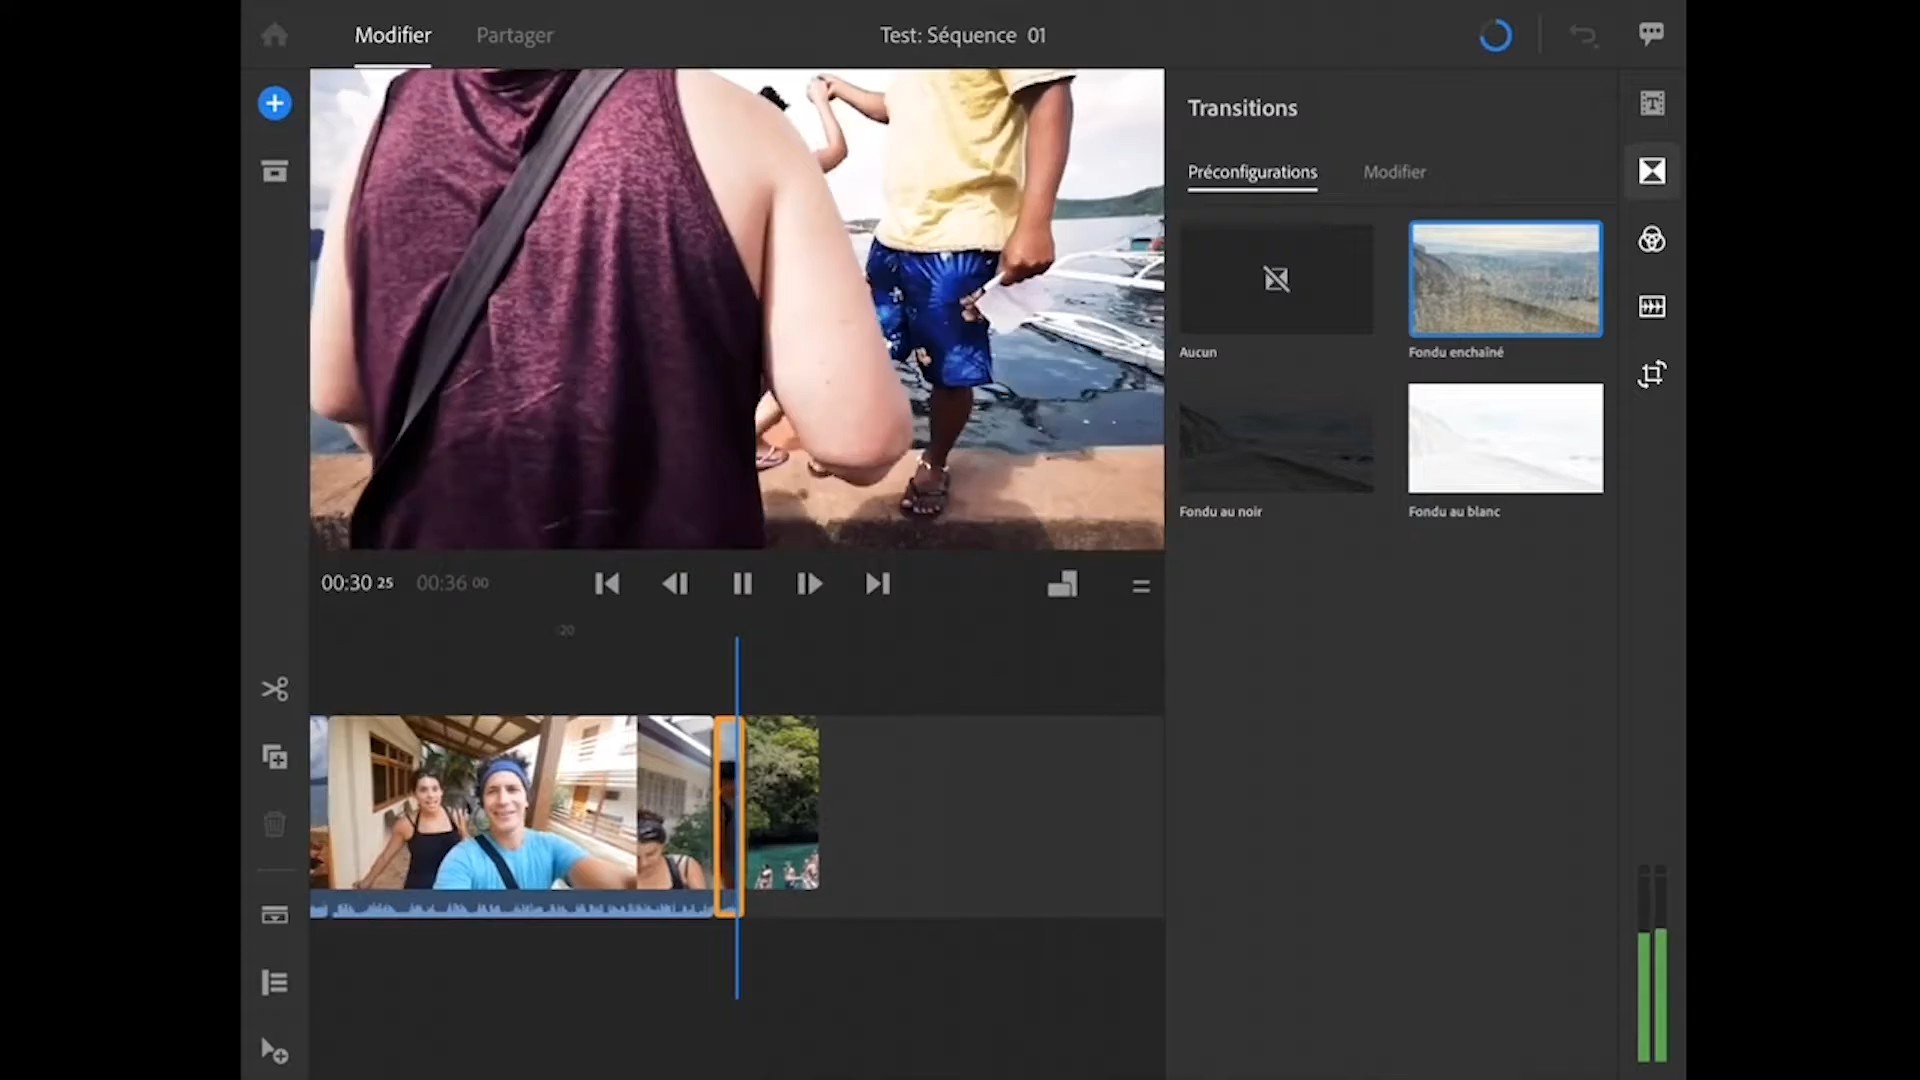 Modifier
Partager
Test: Séquence 01
Transitions
Préconfigurations
Modifier
Aucun
Fondu enchaîné
Fondu au noir
Fondu au blanc
00:30 25
00:36 00
:20